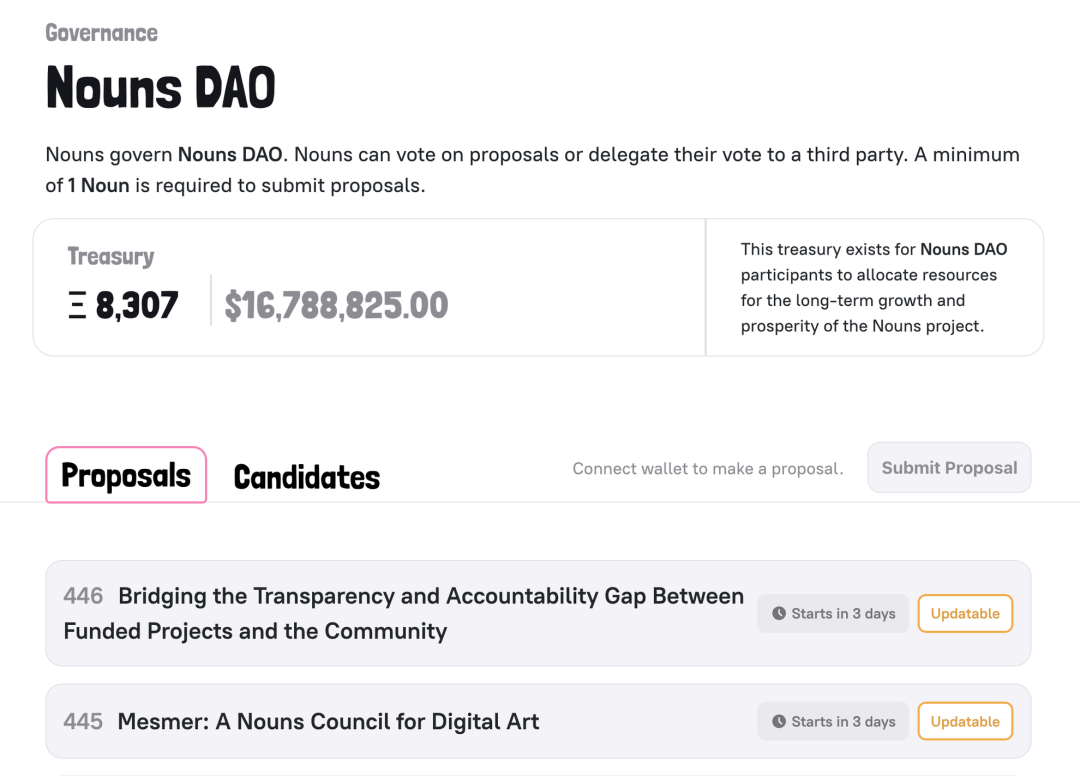 Governance
Nouns DAO
Nouns govern Nouns DAO. Nouns can vote on proposals or delegate their vote to a third party. A minimum
of 1 Noun is required to submit proposals.
Treasury
Ξ 8,307
$16,788,825.00
This treasury exists for Nouns DAO
participants to allocate resources
for the long-term growth and
prosperity of the Nouns project.
Proposals
Candidates
Connect wallet to make a proposal.
Submit Proposal
446 Bridging the Transparency and Accountability Gap Between
Funded Projects and the Community
Starts in 3 days
Updatable
445 Mesmer: A Nouns Council for Digital Art
Starts in 3 days
Updatable